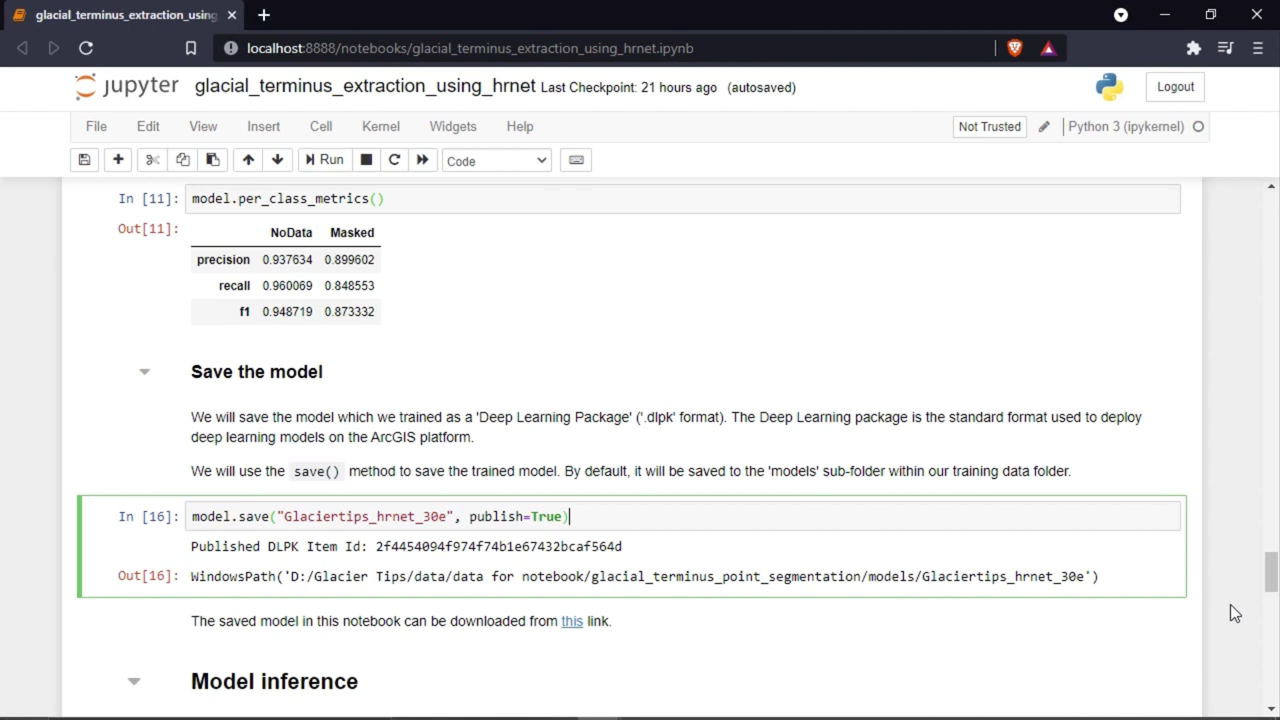 glacial_terminus_extraction_using
localhost:8888/notebooks/glacial_terminus_extraction_using_hrnet.ipynb
jupyter glacial_terminus_extraction_using_hrnet Last Checkpoint: 21 hours ago (autosaved)
Logout
File Edit View Insert Cell Kernel Widgets Help
Not Trusted Python 3 (ipykernel)
Run Code
In [11]: model.per_class_metrics()
Out[11]:
NoData Masked
precision 0.937634 0.899602
recall 0.960069 0.848553
f1 0.948719 0.873332
Save the model
We will save the model which we trained as a 'Deep Learning Package' ('.dlpk' format). The Deep Learning package is the standard format used to deploy
deep learning models on the ArcGIS platform.
We will use the save() method to save the trained model. By default, it will be saved to the 'models' sub-folder within our training data folder.
In [16]: model.save("Glaciertips_hrnet_30e", publish=True)
Published DLPK Item Id: 2f4454094f974f74b1e67432bcaf564d
Out[16]: WindowsPath('D:/Glacier Tips/data/data for notebook/glacial_terminus_point_segmentation/models/Glaciertips_hrnet_30e')
The saved model in this notebook can be downloaded from this link.
Model inference